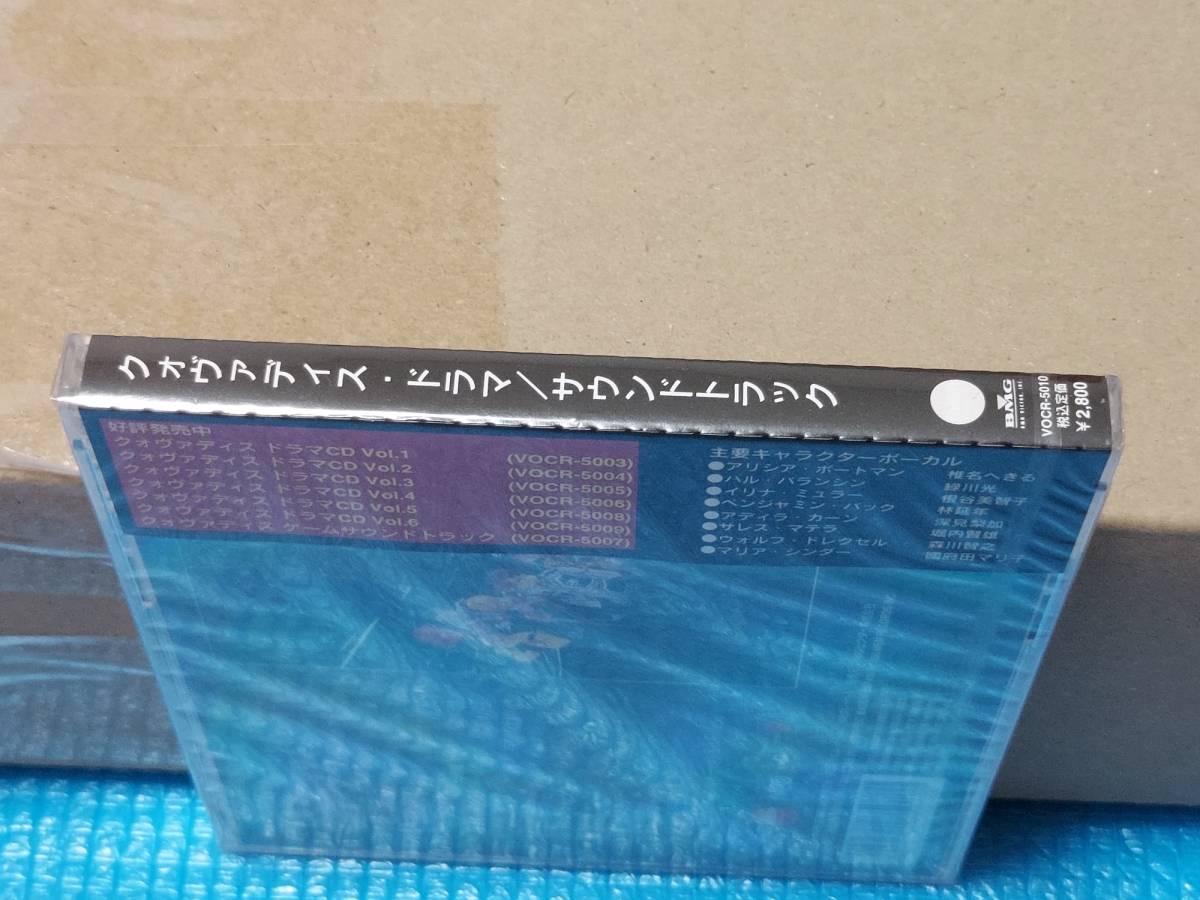 クォヴァディス・ドラマ/サウンドトラック
BMG
BMG VICTOR, INC.
VOCR-5010
税込定価
¥2,800
好評発売中
クォヴァディス ドラマCD Vol.1 (VOCR-5003)
クォヴァディス ドラマCD Vol.2 (VOCR-5004)
クォヴァディス ドラマCD Vol.3 (VOCR-5005)
クォヴァディス ドラマCD Vol.4 (VOCR-5006)
クォヴァディス ドラマCD Vol.5 (VOCR-5008)
クォヴァディス ドラマCD Vol.6 (VOCR-5009)
クォヴァディス ゲームサウンドトラック (VOCR-5007)
主要キャラクターボーカル
●アリシア・ポートマン 椎名へきる
●ハル・バランシン 緑川光
●イリナ・ミュラー 根谷美智子
●ベンジャミン・バック 林延年
●アティラ・カーン 深見梨加
●サレス・マテラ 堀内賢雄
●ウォルフ・ドレクセル 森川智之
●マリア・シンダー 國府田マリ子